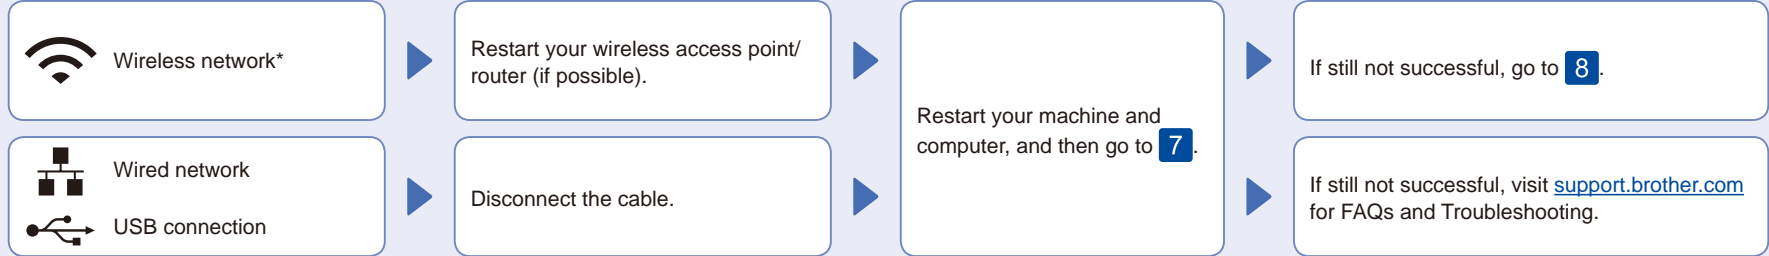 Wireless network*
Restart your wireless access point/
router (if possible).
Restart your machine and
computer, and then go to 7 .
If still not successful, go to 8 .
Wired network
USB connection
Disconnect the cable.
If still not successful, visit support.brother.com
for FAQs and Troubleshooting.